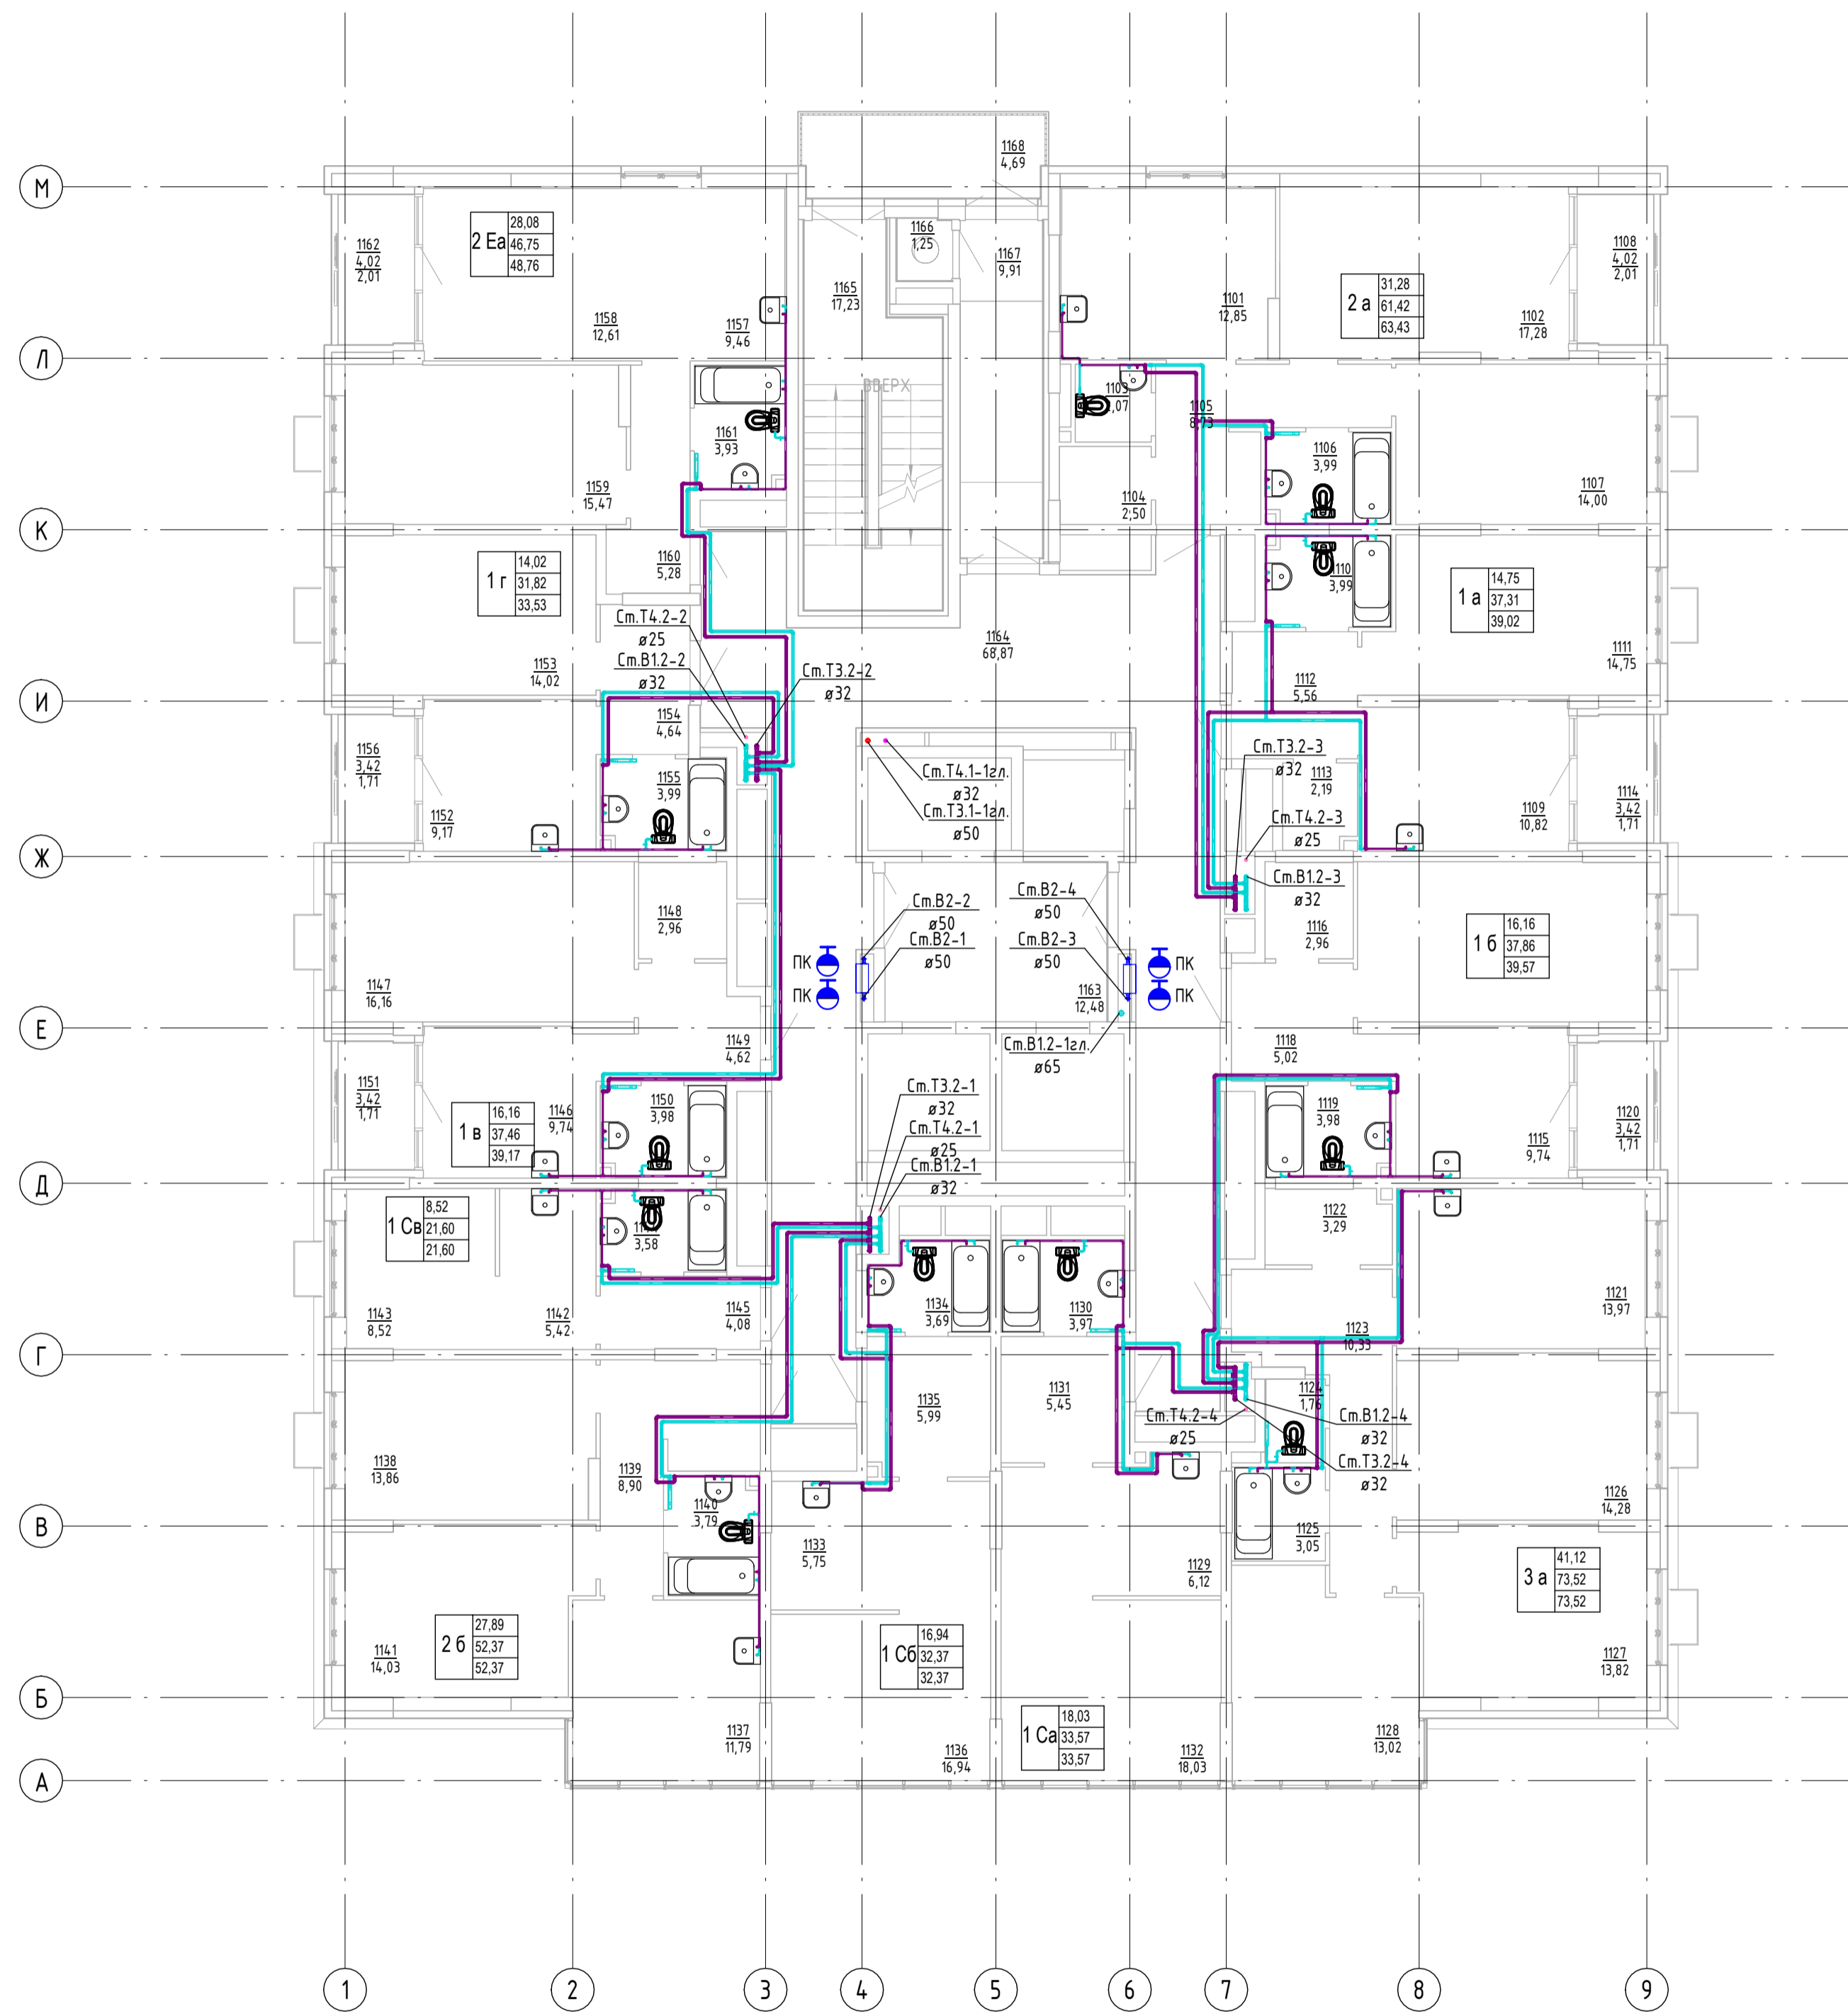 М
1168
4,69
2 Еа
28,08
46,75
48,76
1166
1,25
1162
4,02
2,01
1167
9,91
1108
4,02
2,01
1165
17,23
2 а
31,28
61,42
63,43
1101
12,85
1158
12,61
1157
9,46
1102
17,28
Л
ВВЕРХ
1103
1105
8,73
1161
3,93
1106
3,99
1159
15,47
1104
2,50
1107
14,00
К
1 г
14,02
31,82
33,53
1160
5,28
1110
3,99
1 а
14,75
37,31
39,02
Ст.Т4.2-2
ø25
1164
68,87
Ст.В1.2-2
ø32
Ст.Т3.2-2
ø32
1153
14,02
1111
14,75
1112
5,56
И
1154
4,64
1156
3,42
1,71
Ст.Т4.1-1гл.
ø32
Ст.Т3.1-1гл.
ø50
Ст.Т3.2-3
ø32
1113
2,19
1155
3,99
1152
9,17
1109
10,82
1114
3,42
1,71
Ст.Т4.2-3
ø25
Ж
Ст.В1.2-3
ø32
Ст.В2-2
ø50
Ст.В2-4
ø50
1148
2,96
1116
2,96
1 б
16,16
37,86
39,57
Ст.В2-1
ø50
Ст.В2-3
ø50
ПК
ПК
ПК
ПК
1147
16,16
1163
12,48
Е
Ст.В1.2-1гл.
ø65
1149
4,62
1118
5,02
1151
3,42
1,71
Ст.Т3.2-1
ø32
1 в
16,16
37,46
39,17
1146
9,74
1150
3,98
1119
3,98
1120
3,42
1,71
Ст.Т4.2-1
ø25
1115
9,74
Ст.В1.2-1
ø32
Д
1 Св
8,52
21,60
21,60
3,58
1122
3,29
1143
8,52
1142
5,42
1145
4,08
1134
3,69
1130
3,97
1121
13,97
1123
10,33
Г
1135
5,99
1131
5,45
1124
1,76
Ст.Т4.2-4
ø25
Ст.В1.2-4
ø32
1138
13,86
1139
8,90
Ст.Т3.2-4
ø32
1126
14,28
1140
3,79
В
1133
5,75
1129
6,12
1125
3,05
3 а
41,12
73,52
73,52
2 б
27,89
52,37
52,37
1141
14,03
1 Сб
16,94
32,37
32,37
1127
13,82
Б
1 Са
18,03
33,57
33,57
1137
11,79
1136
16,94
1132
18,03
1128
13,02
А
1 2 3 4 5 6 7 8 9